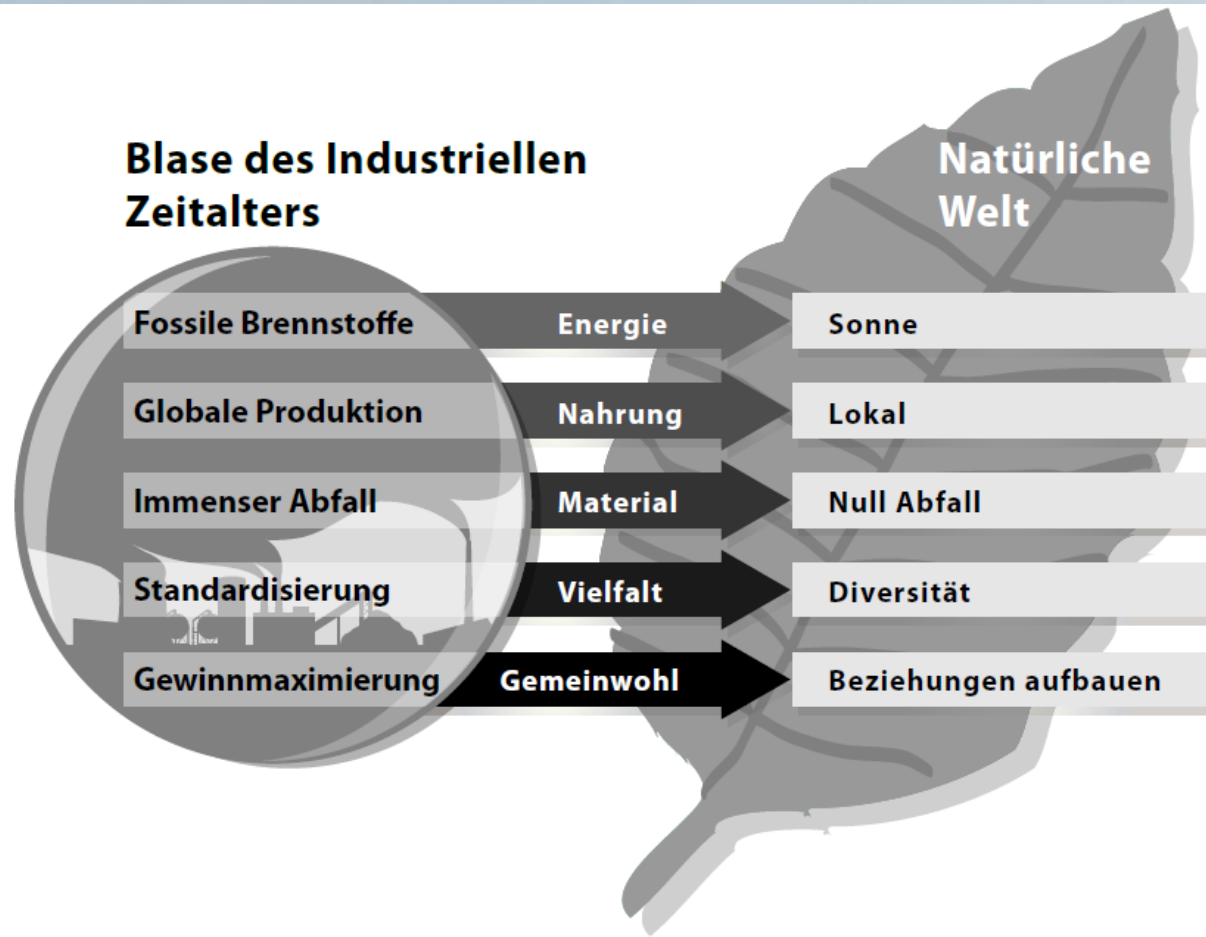 Blase des Industriellen
Zeitalters
Natürliche
Welt
Fossile Brennstoffe Energie Sonne
Globale Produktion Nahrung Lokal
Immenser Abfall Material Null Abfall
Standardisierung Vielfalt Diversität
Gewinnmaximierung Gemeinwohl Beziehungen aufbauen